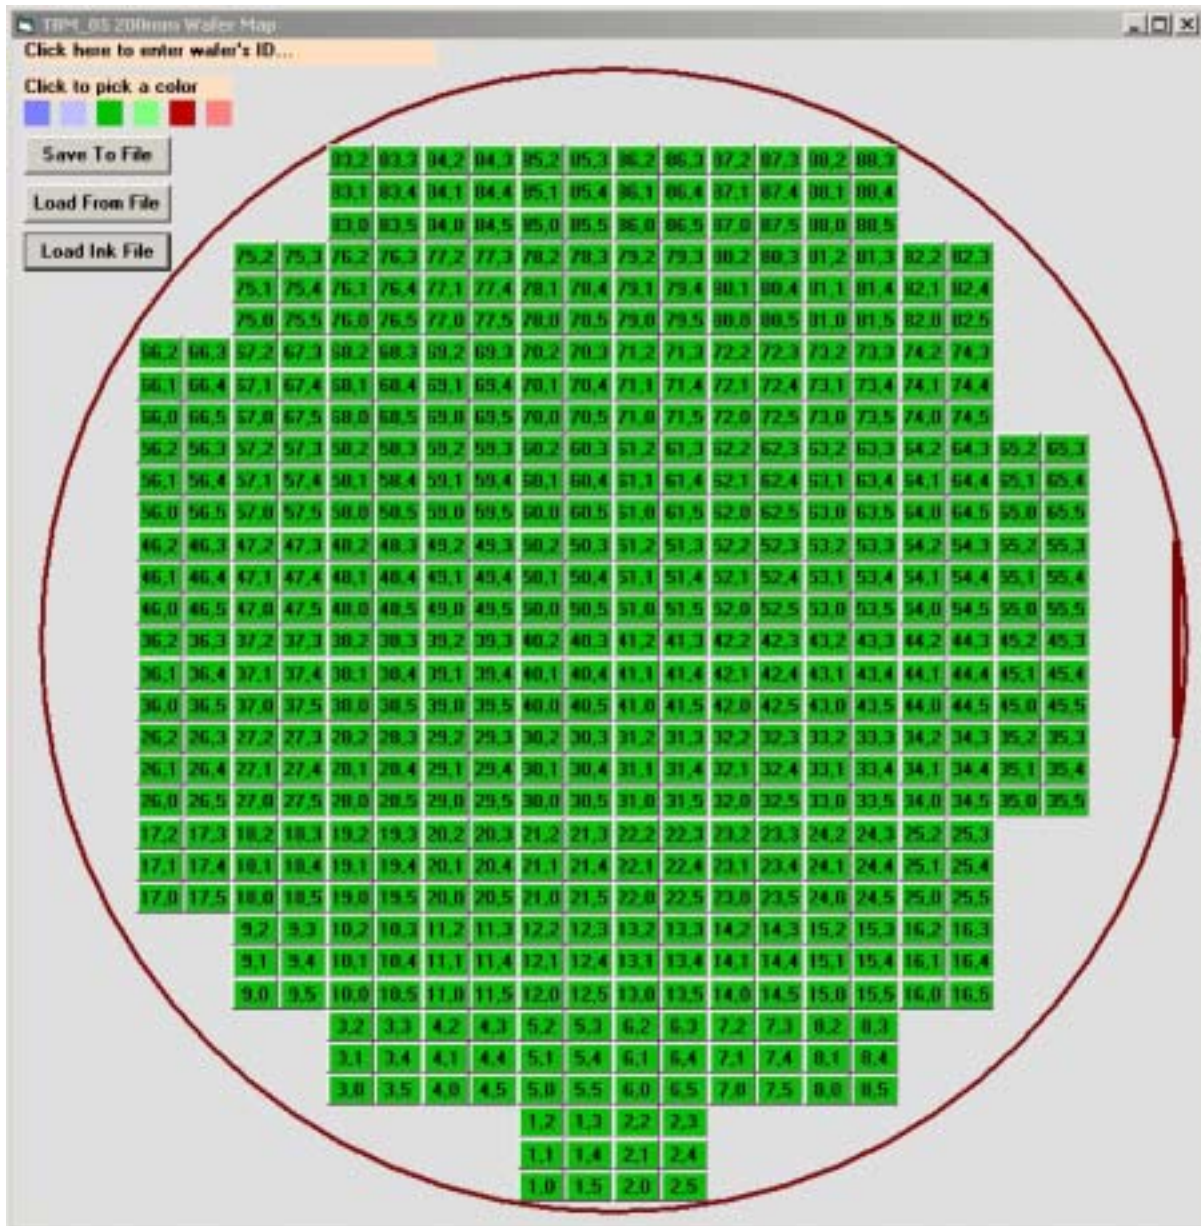 TBM_05 200mm Wafer Map
Click here to enter wafer's ID...
Click to pick a color
Save To File
Load From File
Load Ink File
83,2 83,3 84,2 84,3 85,2 85,3 86,2 86,3 87,2 87,3 88,2 88,3
83,1 83,4 84,1 84,4 85,1 85,4 86,1 86,4 87,1 87,4 88,1 88,4
83,0 83,5 84,0 84,5 85,0 85,5 86,0 86,5 87,0 87,5 88,0 88,5
75,2 75,3 76,2 76,3 77,2 77,3 78,2 78,3 79,2 79,3 80,2 80,3 81,2 81,3 82,2 82,3
75,1 75,4 76,1 76,4 77,1 77,4 78,1 78,4 79,1 79,4 80,1 80,4 81,1 81,4 82,1 82,4
75,0 75,5 76,0 76,5 77,0 77,5 78,0 78,5 79,0 79,5 80,0 80,5 81,0 81,5 82,0 82,5
66,2 66,3 67,2 67,3 68,2 68,3 69,2 69,3 70,2 70,3 71,2 71,3 72,2 72,3 73,2 73,3 74,2 74,3
66,1 66,4 67,1 67,4 68,1 68,4 69,1 69,4 70,1 70,4 71,1 71,4 72,1 72,4 73,1 73,4 74,1 74,4
66,0 66,5 67,0 67,5 68,0 68,5 69,0 69,5 70,0 70,5 71,0 71,5 72,0 72,5 73,0 73,5 74,0 74,5
56,2 56,3 57,2 57,3 58,2 58,3 59,2 59,3 60,2 60,3 61,2 61,3 62,2 62,3 63,2 63,3 64,2 64,3 65,2 65,3
56,1 56,4 57,1 57,4 58,1 58,4 59,1 59,4 60,1 60,4 61,1 61,4 62,1 62,4 63,1 63,4 64,1 64,4 65,1 65,4
56,0 56,5 57,0 57,5 58,0 58,5 59,0 59,5 60,0 60,5 61,0 61,5 62,0 62,5 63,0 63,5 64,0 64,5 65,0 65,5
46,2 46,3 47,2 47,3 48,2 48,3 49,2 49,3 50,2 50,3 51,2 51,3 52,2 52,3 53,2 53,3 54,2 54,3 55,2 55,3
46,1 46,4 47,1 47,4 48,1 48,4 49,1 49,4 50,1 50,4 51,1 51,4 52,1 52,4 53,1 53,4 54,1 54,4 55,1 55,4
46,0 46,5 47,0 47,5 48,0 48,5 49,0 49,5 50,0 50,5 51,0 51,5 52,0 52,5 53,0 53,5 54,0 54,5 55,0 55,5
36,2 36,3 37,2 37,3 38,2 38,3 39,2 39,3 40,2 40,3 41,2 41,3 42,2 42,3 43,2 43,3 44,2 44,3 45,2 45,3
36,1 36,4 37,1 37,4 38,1 38,4 39,1 39,4 40,1 40,4 41,1 41,4 42,1 42,4 43,1 43,4 44,1 44,4 45,1 45,4
36,0 36,5 37,0 37,5 38,0 38,5 39,0 39,5 40,0 40,5 41,0 41,5 42,0 42,5 43,0 43,5 44,0 44,5 45,0 45,5
26,2 26,3 27,2 27,3 28,2 28,3 29,2 29,3 30,2 30,3 31,2 31,3 32,2 32,3 33,2 33,3 34,2 34,3 35,2 35,3
26,1 26,4 27,1 27,4 28,1 28,4 29,1 29,4 30,1 30,4 31,1 31,4 32,1 32,4 33,1 33,4 34,1 34,4 35,1 35,4
26,0 26,5 27,0 27,5 28,0 28,5 29,0 29,5 30,0 30,5 31,0 31,5 32,0 32,5 33,0 33,5 34,0 34,5 35,0 35,5
17,2 17,3 18,2 18,3 19,2 19,3 20,2 20,3 21,2 21,3 22,2 22,3 23,2 23,3 24,2 24,3 25,2 25,3
17,1 17,4 18,1 18,4 19,1 19,4 20,1 20,4 21,1 21,4 22,1 22,4 23,1 23,4 24,1 24,4 25,1 25,4
17,0 17,5 18,0 18,5 19,0 19,5 20,0 20,5 21,0 21,5 22,0 22,5 23,0 23,5 24,0 24,5 25,0 25,5
9,2 9,3 10,2 10,3 11,2 11,3 12,2 12,3 13,2 13,3 14,2 14,3 15,2 15,3 16,2 16,3
9,1 9,4 10,1 10,4 11,1 11,4 12,1 12,4 13,1 13,4 14,1 14,4 15,1 15,4 16,1 16,4
9,0 9,5 10,0 10,5 11,0 11,5 12,0 12,5 13,0 13,5 14,0 14,5 15,0 15,5 16,0 16,5
3,2 3,3 4,2 4,3 5,2 5,3 6,2 6,3 7,2 7,3 8,2 8,3
3,1 3,4 4,1 4,4 5,1 5,4 6,1 6,4 7,1 7,4 8,1 8,4
3,0 3,5 4,0 4,5 5,0 5,5 6,0 6,5 7,0 7,5 8,0 8,5
1,2 1,3 2,2 2,3
1,1 1,4 2,1 2,4
1,0 1,5 2,0 2,5